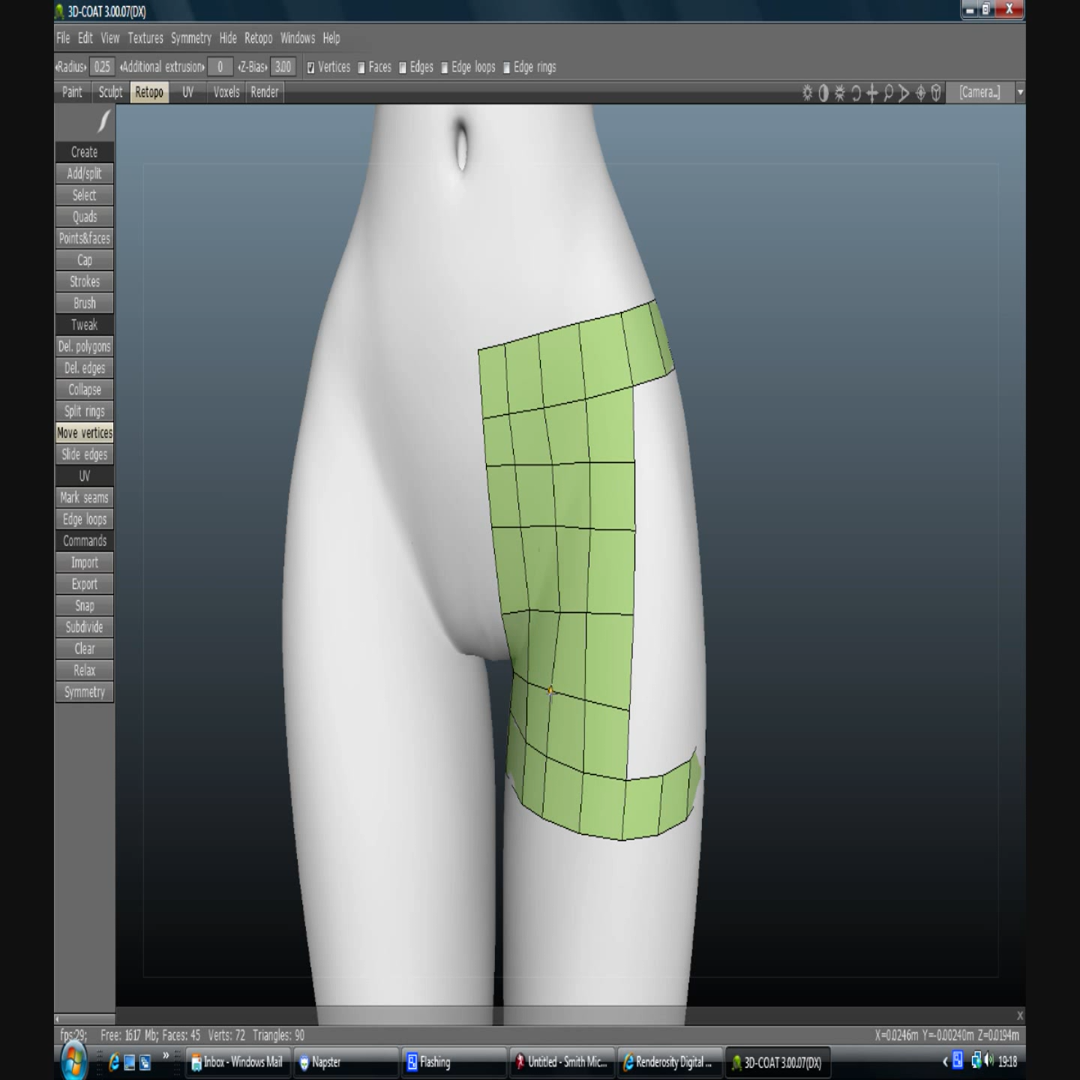 3D-COAT 3.00.07(DX)
File Edit View Textures Symmetry Hide Retopo Windows Help
Radius 0.25 Additional extrusion 0 Z-Bias 3.00 Vertices Faces Edges Edge loops Edge rings
Paint Sculpt Retopo UV Voxels Render [Camera..]
Create
Add/split
Select
Quads
Points&faces
Cap
Strokes
Brush
Tweak
Del. polygons
Del. edges
Collapse
Split rings
Move vertices
Slide edges
UV
Mark seams
Edge loops
Commands
Import
Export
Snap
Subdivide
Clear
Relax
Symmetry
fps:29; Free: 1617 Mb; Faces: 45 Verts: 72 Triangles: 90 X=0.0246m Y=-0.00240m Z=0.0194m
Inbox - Windows Mail Napster Flashing Untitled - Smith Mic... Renderosity Digital ... 3D-COAT 3.00.07(DX) 19:18